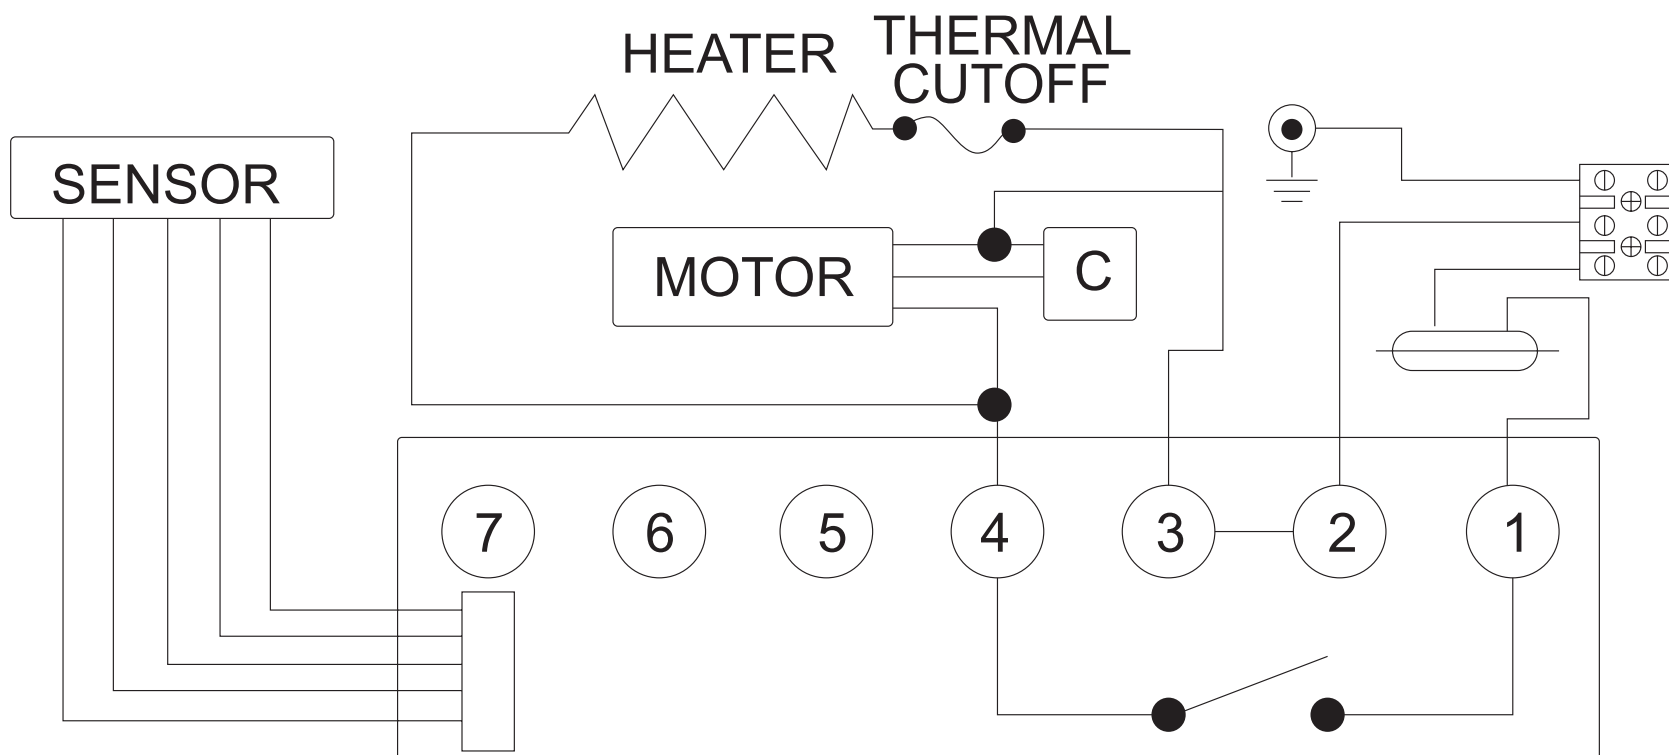 HEATER
THERMAL
CUTOFF
SENSOR
MOTOR
C
7 6 5 4 3 2 1